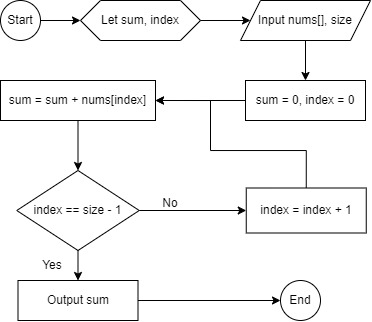 Start
Let sum, index
Input nums[], size
sum = sum + nums[index]
sum = 0, index = 0
index == size - 1
No
index = index + 1
Yes
Output sum
End